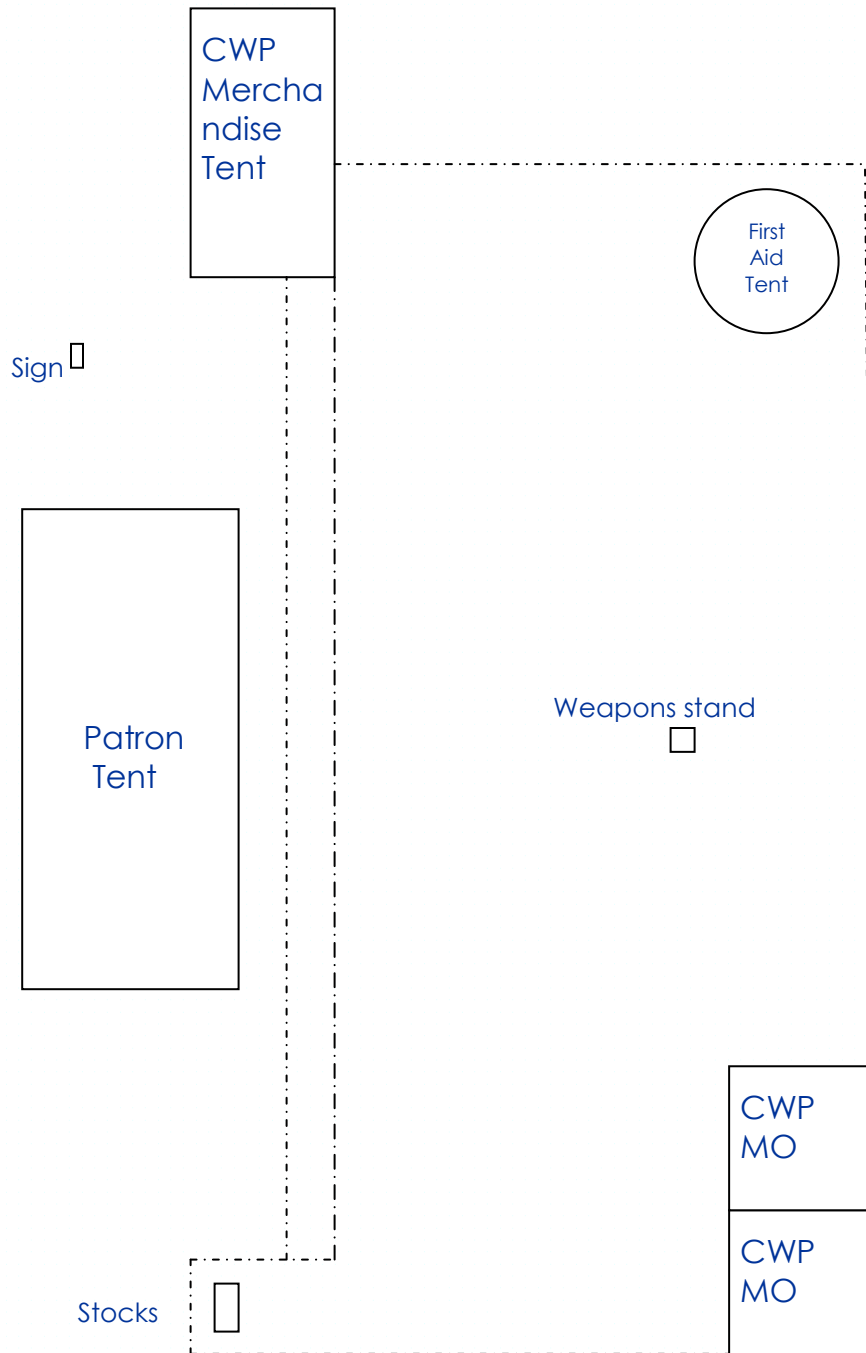 CWP
Mercha
ndise
Tent
First
Aid
Tent
Sign
Weapons stand
Patron
Tent
CWP
MO
CWP
MO
Stocks